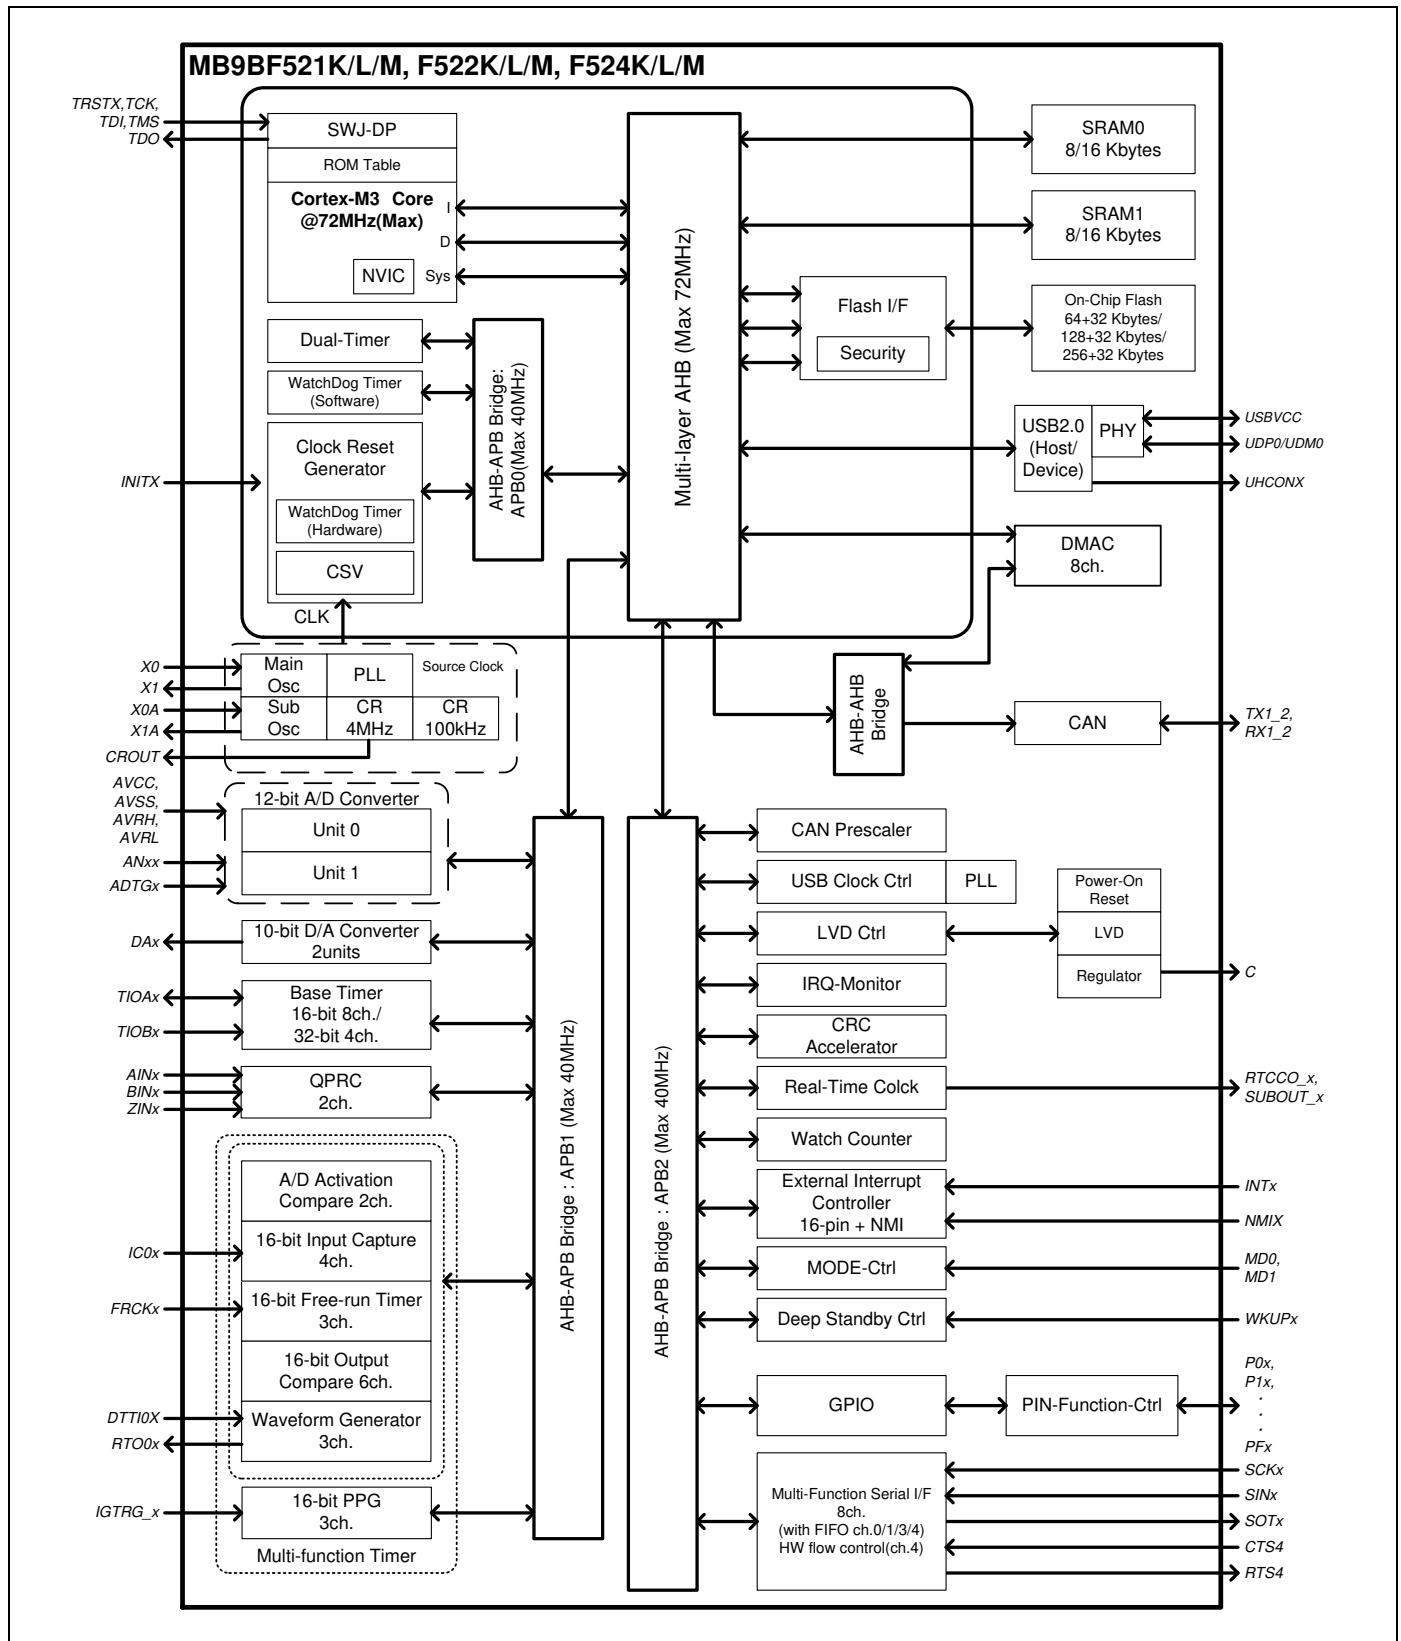 MB9BF521K/L/M, F522K/L/M, F524K/L/M
TRSTX,TCK,
TDI,TMS
TDO
SWJ-DP
ROM Table
Cortex-M3 Core
@72MHz(Max)
I
D
NVIC
Sys
Dual-Timer
WatchDog Timer
(Software)
Clock Reset
Generator
WatchDog Timer
(Hardware)
CSV
CLK
INITX
AHB-APB Bridge:
APB0(Max 40MHz)
Multi-layer AHB (Max 72MHz)
SRAM0
8/16 Kbytes
SRAM1
8/16 Kbytes
Flash I/F
Security
On-Chip Flash
64+32 Kbytes/
128+32 Kbytes/
256+32 Kbytes
USB2.0
(Host/
Device)
PHY
USBVCC
UDP0/UDM0
UHCONX
DMAC
8ch.
AHB-AHB
Bridge
CAN
TX1_2,
RX1_2
X0
X1
X0A
X1A
CROUT
Main
Osc
PLL
Source Clock
Sub
Osc
CR
4MHz
CR
100kHz
AVCC,
AVSS,
AVRH,
AVRL
ANxx
ADTGx
12-bit A/D Converter
Unit 0
Unit 1
DAx
10-bit D/A Converter
2units
TIOAx
TIOBx
Base Timer
16-bit 8ch./
32-bit 4ch.
AINx
BINx
ZINx
QPRC
2ch.
A/D Activation
Compare 2ch.
IC0x
16-bit Input Capture
4ch.
FRCKx
16-bit Free-run Timer
3ch.
16-bit Output
Compare 6ch.
DTTI0X
RTO0x
Waveform Generator
3ch.
IGTRG_x
16-bit PPG
3ch.
Multi-function Timer
AHB-APB Bridge : APB1 (Max 40MHz)
AHB-APB Bridge : APB2 (Max 40MHz)
CAN Prescaler
USB Clock Ctrl
PLL
LVD Ctrl
Power-On
Reset
LVD
Regulator
C
IRQ-Monitor
CRC
Accelerator
Real-Time Colck
RTCCO_x,
SUBOUT_x
Watch Counter
External Interrupt
Controller
16-pin + NMI
INTx
NMIX
MODE-Ctrl
MD0,
MD1
Deep Standby Ctrl
WKUPx
GPIO
PIN-Function-Ctrl
P0x,
P1x,
.
.
.
PFx
Multi-Function Serial I/F
8ch.
(with FIFO ch.0/1/3/4)
HW flow control(ch.4)
SCKx
SINx
SOTx
CTS4
RTS4